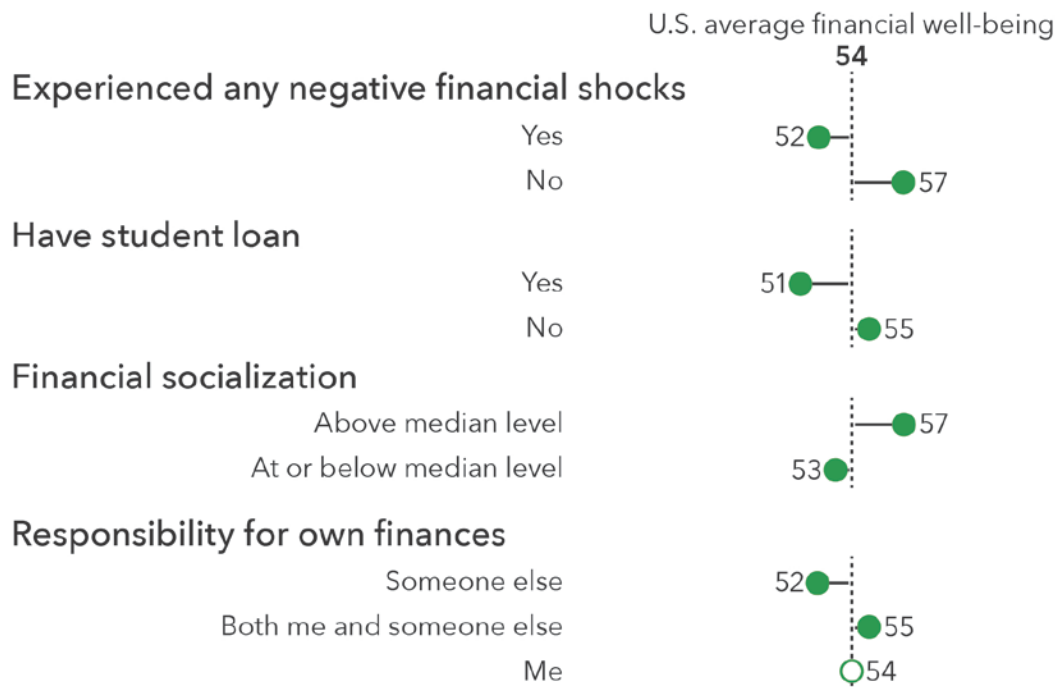 U.S. average financial well-being
54
Experienced any negative financial shocks
Yes 52
No 57
Have student loan
Yes 51
No 55
Financial socialization
Above median level 57
At or below median level 53
Responsibility for own finances
Someone else 52
Both me and someone else 55
Me 54